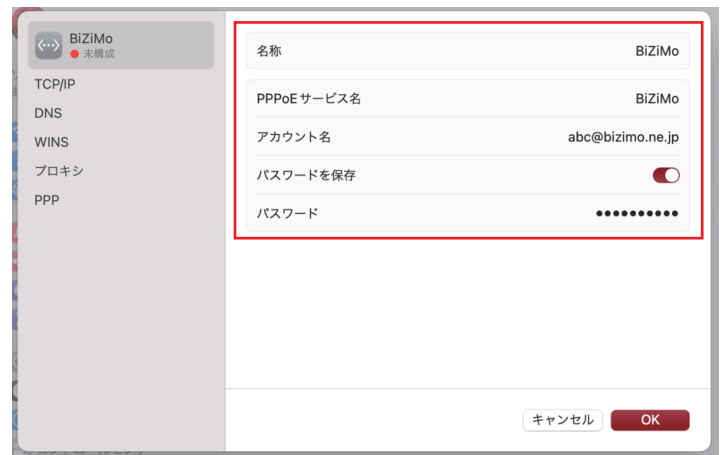 BiZiMo
未構成
TCP/IP
DNS
WINS
プロキシ
PPP
名称 BiZiMo
PPPoEサービス名 BiZiMo
アカウント名 abc@bizimo.ne.jp
パスワードを保存
パスワード ●●●●●●●●●●
キャンセル OK